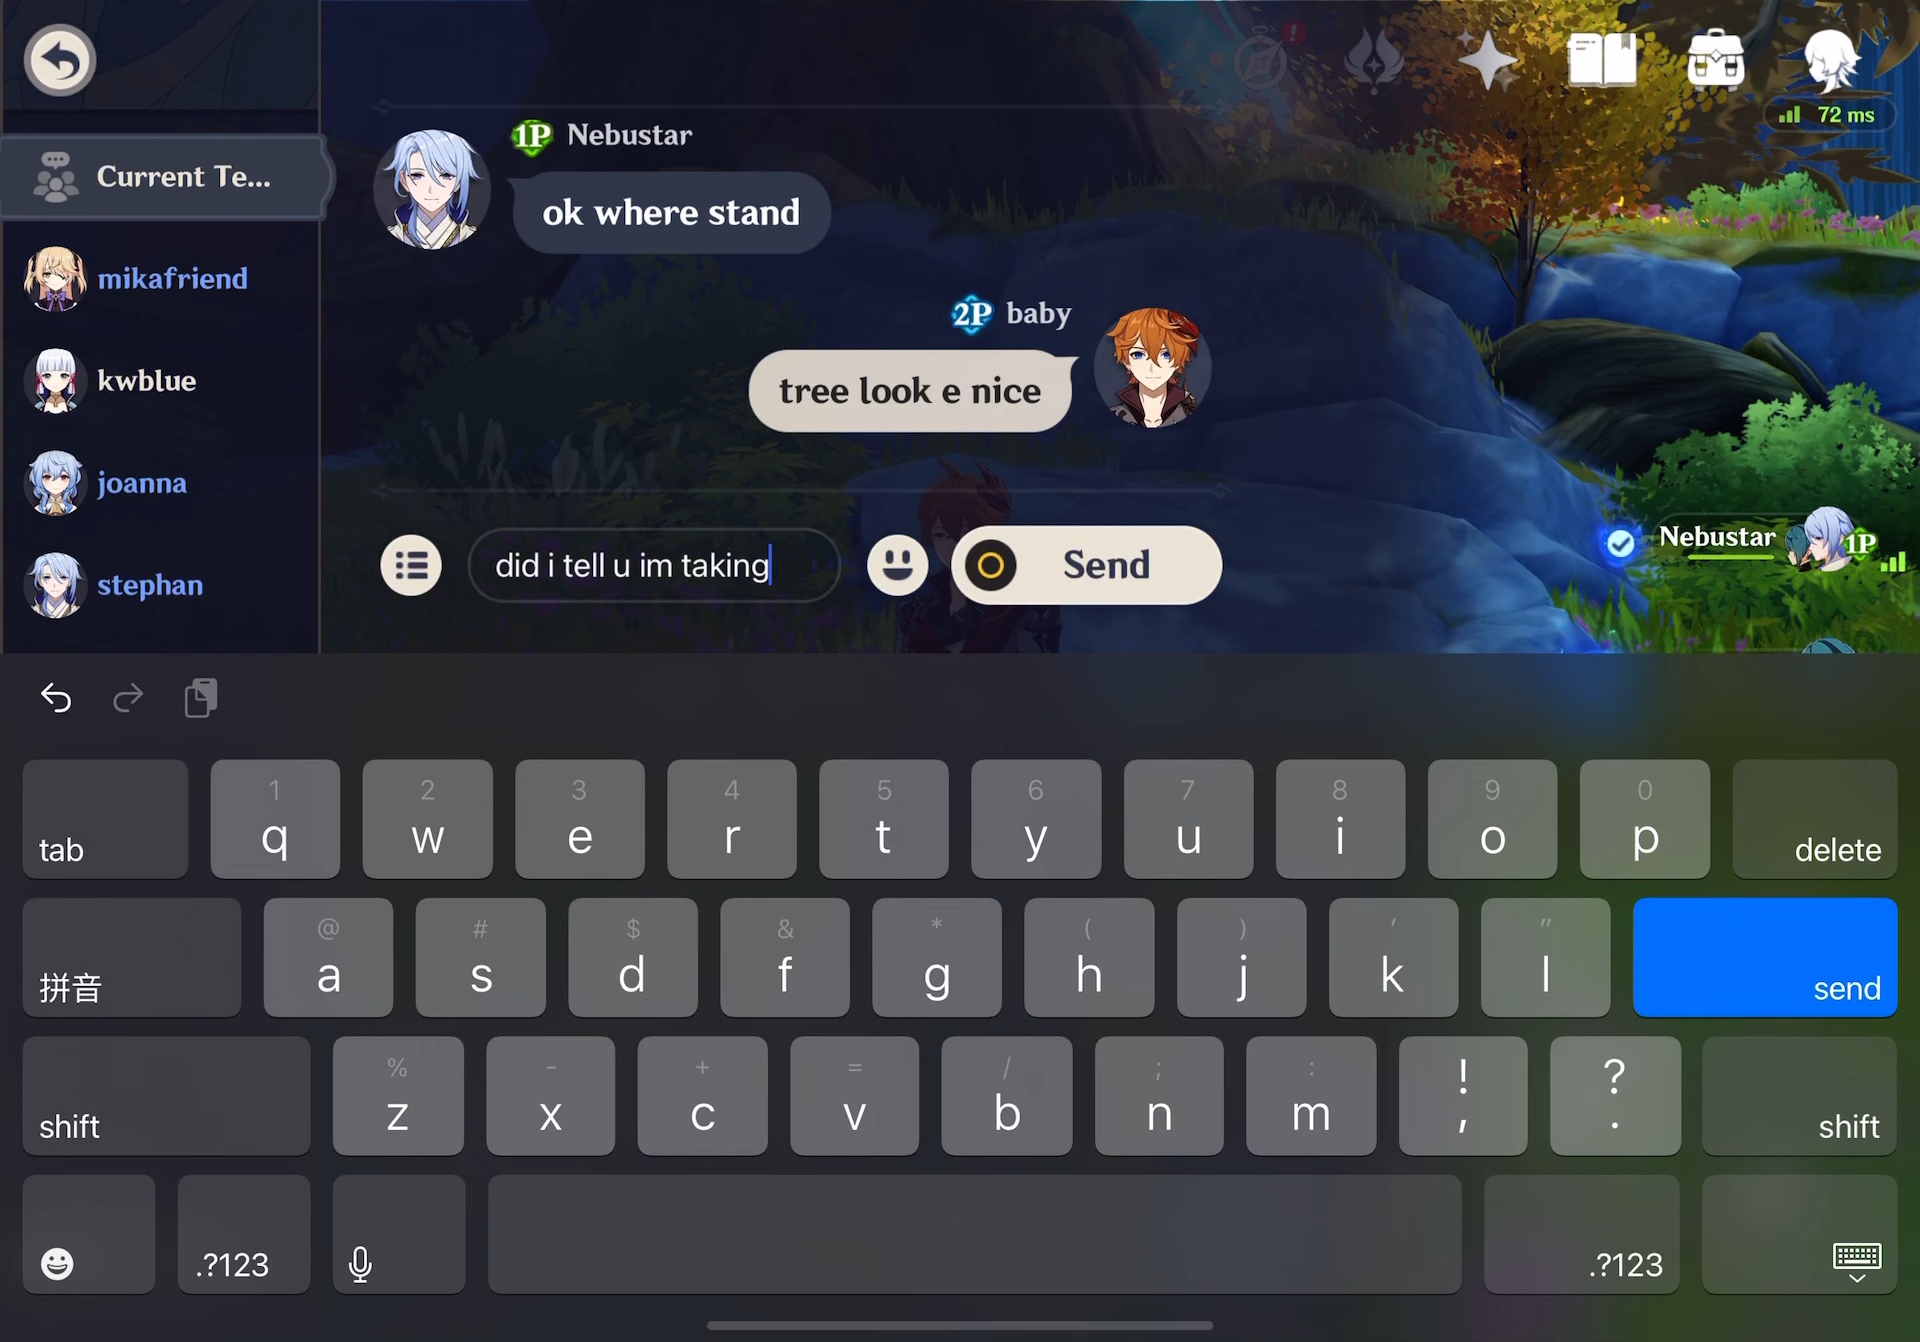 72 ms
Current Te...
mikafriend
kwblue
joanna
stephan
1P Nebustar
ok where stand
2P baby
tree look e nice
did i tell u im taking
Send
Nebustar 1P
tab 1 q 2 w 3 e 4 r 5 t 6 y 7 u 8 i 9 o 0 p delete
拼音 @ a # s $ d & f * g ( h ) j ' k " l send
shift % z - x + c = v / b ; n : m ! , ? . shift
.?123 .?123